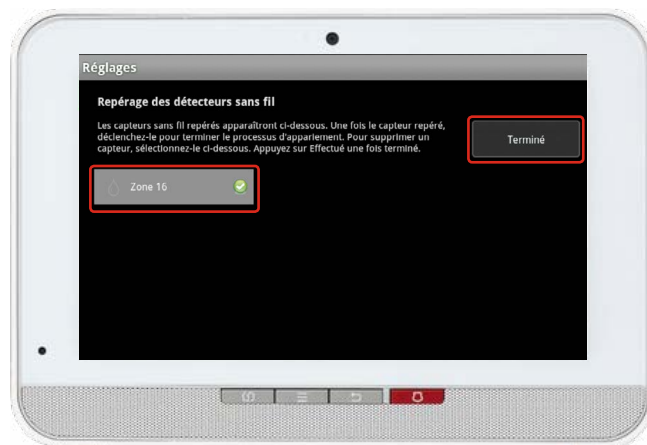 Réglages
Repérage des détecteurs sans fil
Les capteurs sans fil repérés apparaîtront ci-dessous. Une fois le capteur repéré,
déclenchez-le pour terminer le processus d'appariement. Pour supprimer un
capteur, sélectionnez-le ci-dessous. Appuyez sur Effectué une fois terminé.
Terminé
Zone 16